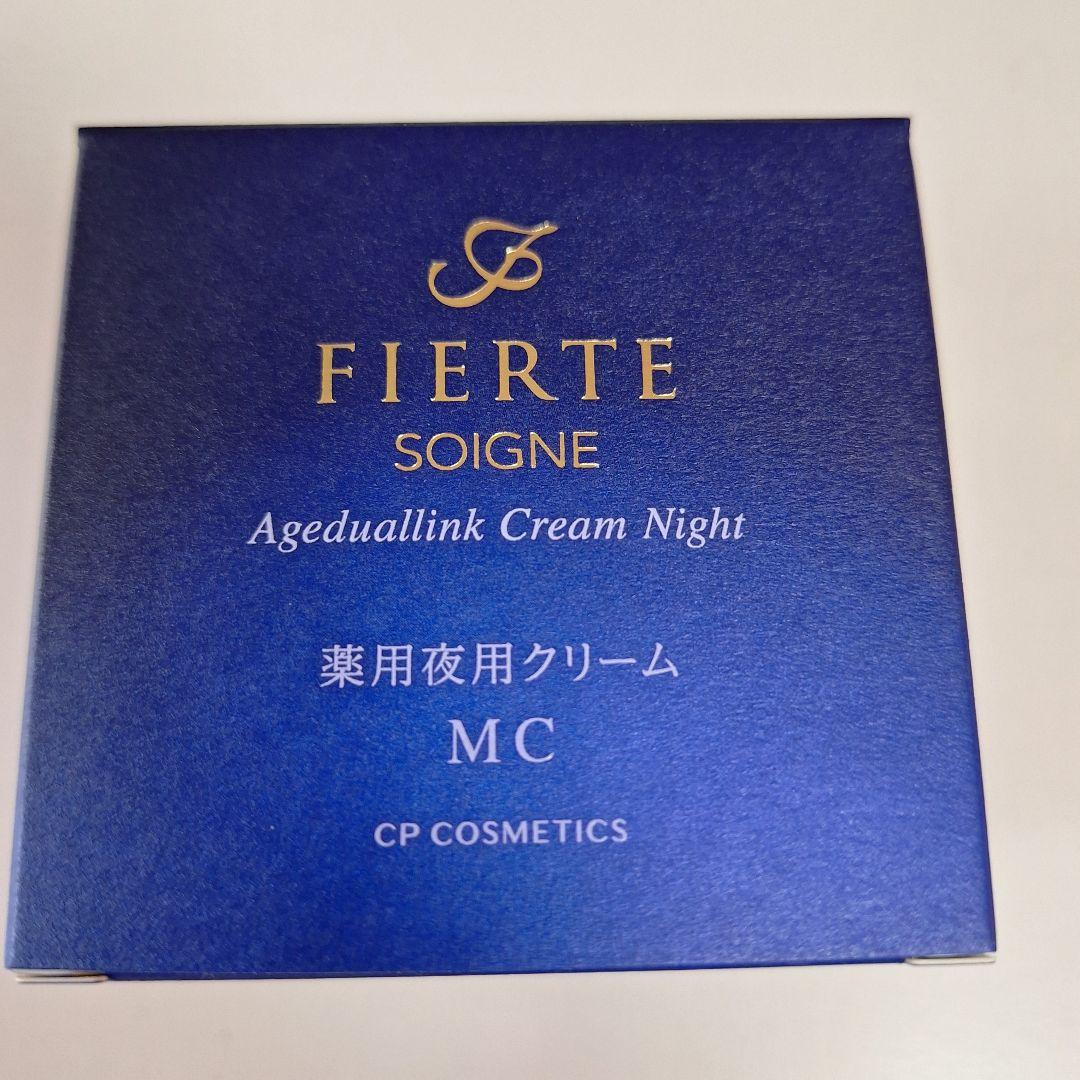 FIERTE
SOIGNE
Ageduallink Cream Night
薬用夜用クリーム
MC
CP COSMETICS